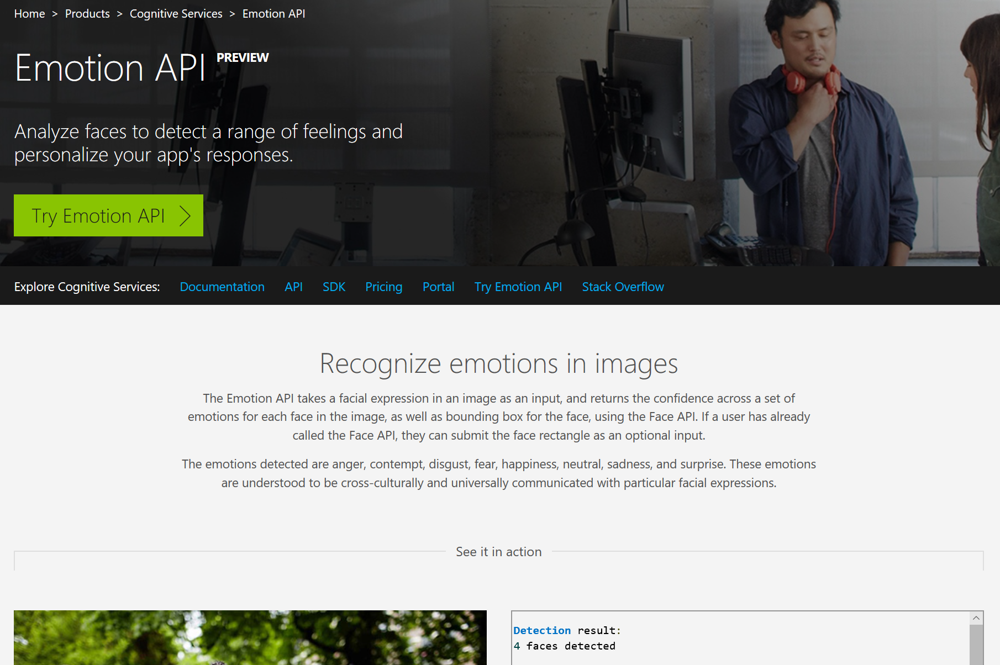 Home > Products > Cognitive Services > Emotion API
Emotion API PREVIEW
Analyze faces to detect a range of feelings and
personalize your app's responses.
Try Emotion API
Explore Cognitive Services: Documentation API SDK Pricing Portal Try Emotion API Stack Overflow
Recognize emotions in images
The Emotion API takes a facial expression in an image as an input, and returns the confidence across a set of
emotions for each face in the image, as well as bounding box for the face, using the Face API. If a user has already
called the Face API, they can submit the face rectangle as an optional input.
The emotions detected are anger, contempt, disgust, fear, happiness, neutral, sadness, and surprise. These emotions
are understood to be cross-culturally and universally communicated with particular facial expressions.
See it in action
Detection result:
4 faces detected